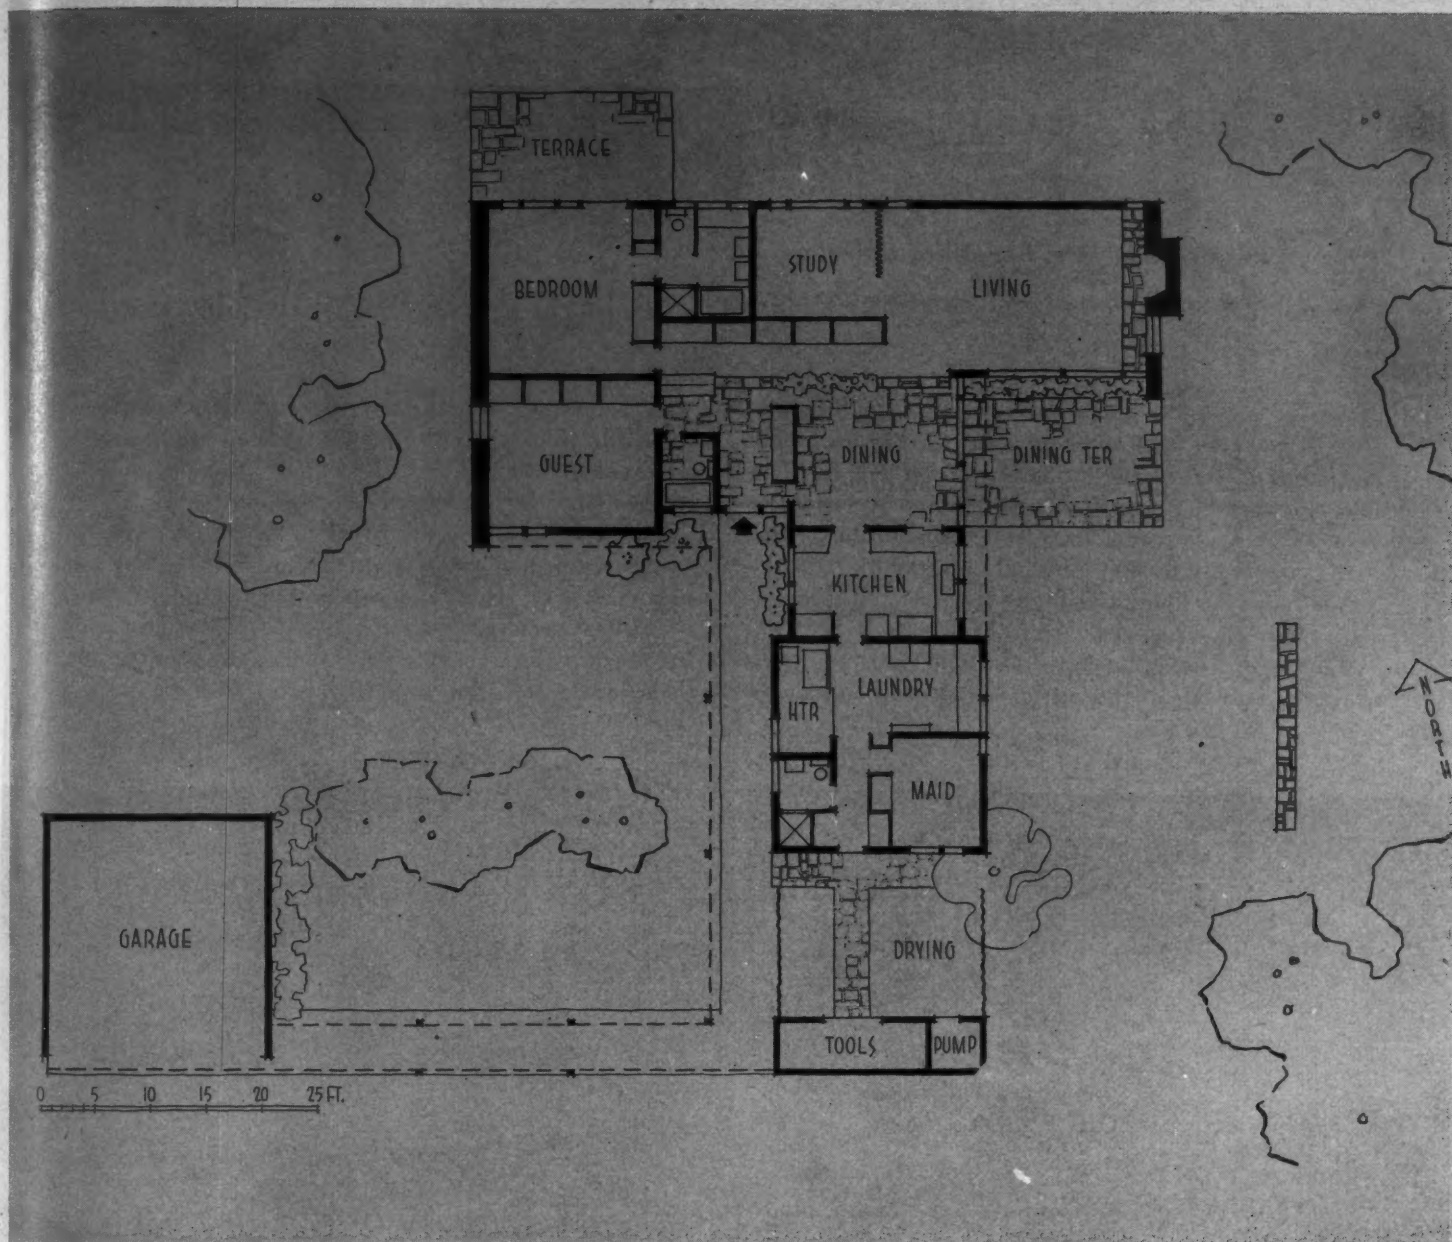 TERRACE
BEDROOM
STUDY
LIVING
GUEST
DINING
DINING TER
KITCHEN
LAUNDRY
HTR
MAID
NORTH
GARAGE
DRYING
TOOLS
PUMP
0 5 10 15 20 25 FT.